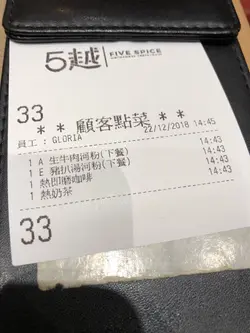 5越 FIVE SPICE
33
* * 顧客點菜 * *
員工: GLORIA 22/12/2018 14:45
1 A 生牛肉河粉(下餐) 14:43
1 E 豬扒湯河粉(下餐) 14:43
1 熱即磨咖啡 14:43
1 熱奶茶 14:43
33